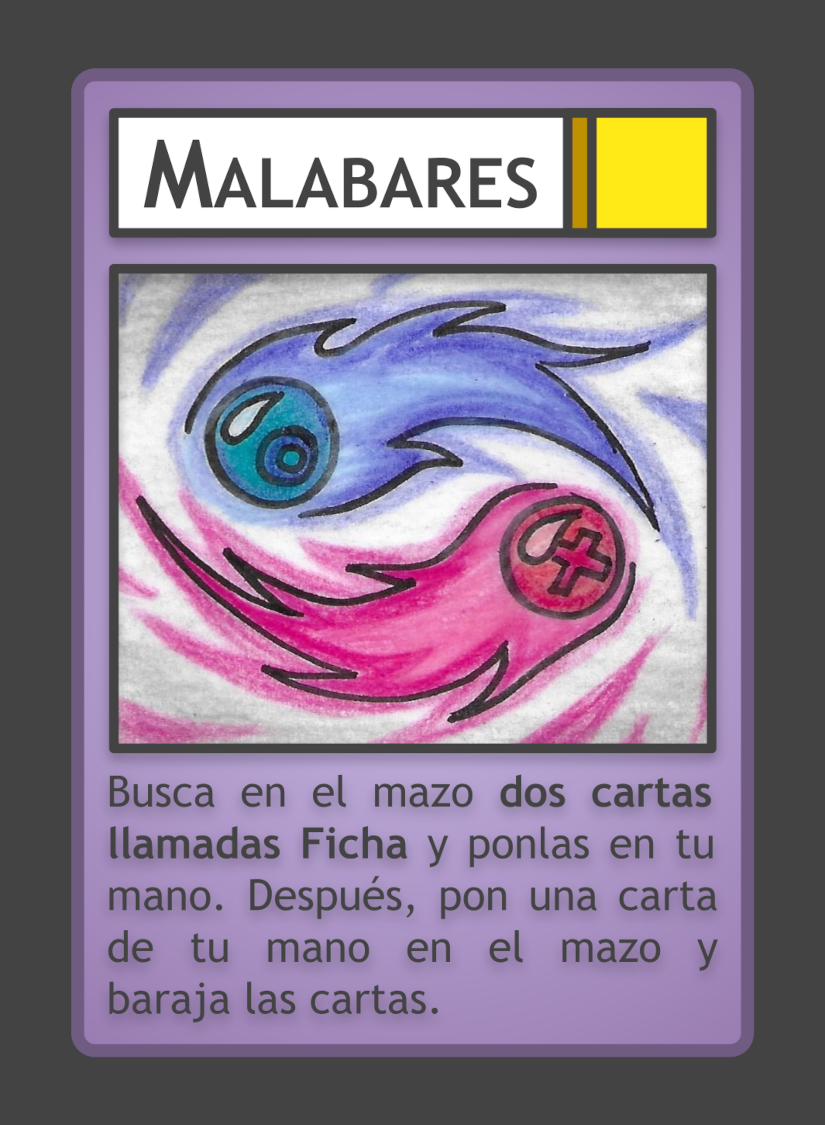 MALABARES
Busca en el mazo dos cartas
llamadas Ficha y ponlas en tu
mano. Después, pon una carta
de tu mano en el mazo y
baraja las cartas.